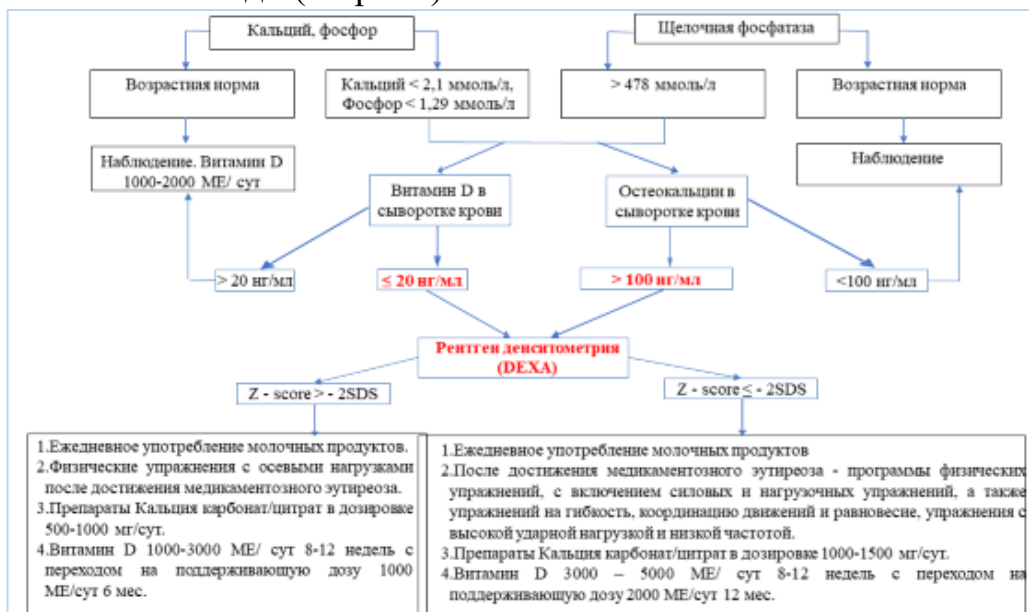 Кальций, фосфор
Щелочная фосфатаза
Возрастная норма
Кальций < 2,1 ммоль/л,
Фосфор < 1,29 ммоль/л
> 478 ммоль/л
Возрастная норма
Наблюдение. Витамин D
1000-2000 МЕ/ сут
Наблюдение
Витамин D в
сыворотке крови
Остеокальции в
сыворотке крови
> 20 нг/мл
≤ 20 нг/мл
> 100 нг/мл
<100 нг/мл
Рентген денситометрия
(DEXA)
Z - score > - 2SDS
Z - score ≤ - 2SDS
1.Ежедневное употребление молочных продуктов.
2.Физические упражнения с осевыми нагрузками
после достижения медикаментозного эутиреоза.
3.Препараты Кальция карбонат/цитрат в дозировке
500-1000 мг/сут.
4.Витамин D 1000-3000 МЕ/ сут 8-12 недель с
переходом на поддерживающую дозу 1000
МЕ/сут 6 мес.
1.Ежедневное употребление молочных продуктов
2.После достижения медикаментозного эутиреоза - программы физических
упражнений, с включением силовых и нагрузочных упражнений, а также
упражнений на гибкость, координацию движений и равновесие, упражнения с
высокой ударной нагрузкой и низкой частотой.
3.Препараты Кальция карбонат/цитрат в дозировке 1000-1500 мг/сут.
4.Витамин D 3000 – 5000 МЕ/ сут 8-12 недель с переходом на
поддерживающую дозу 2000 МЕ/сут 12 мес.